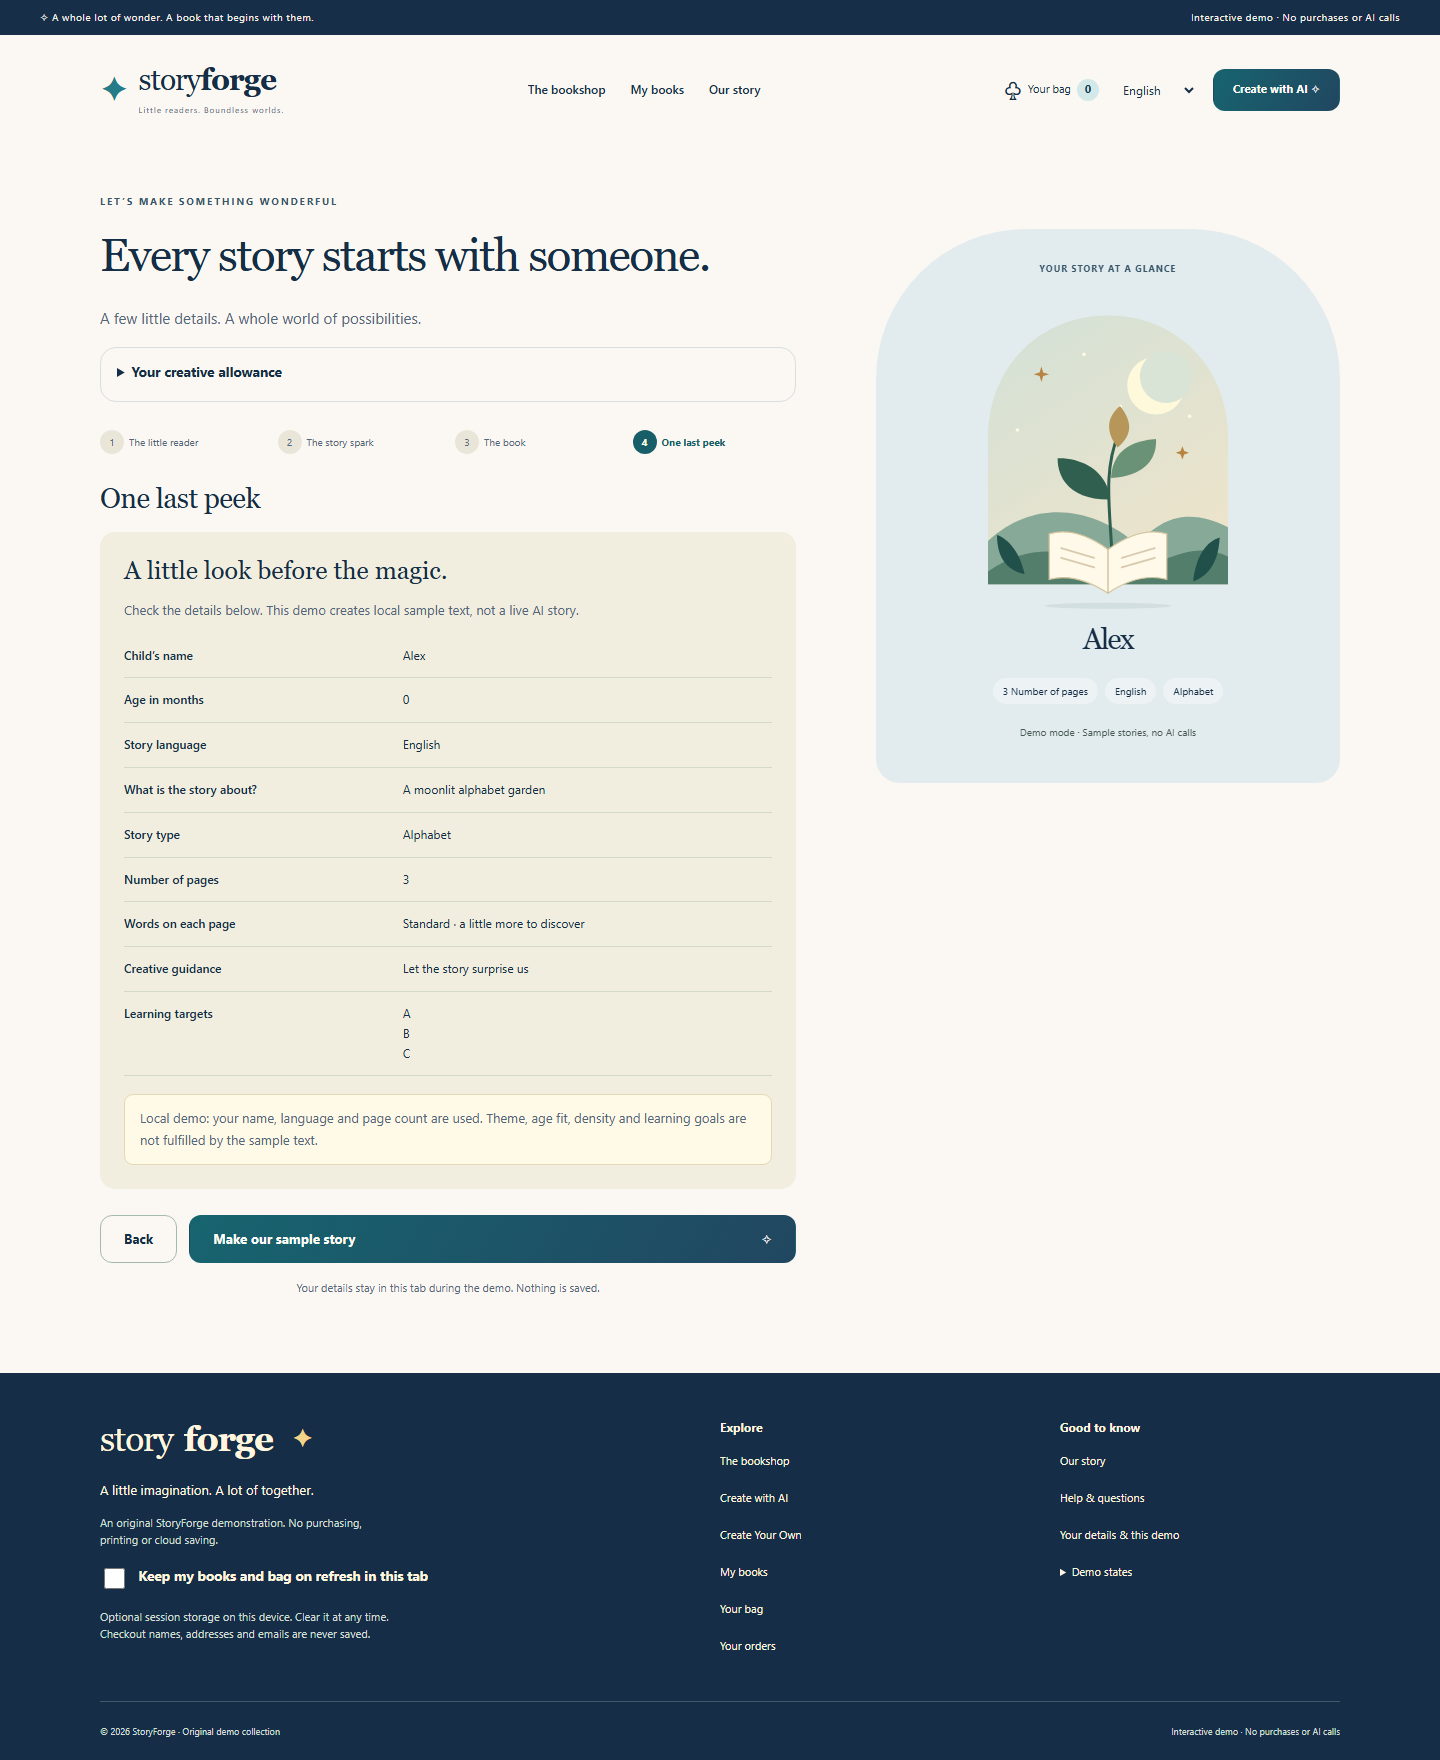 ✧ A whole lot of wonder. A book that begins with them.
Interactive demo · No purchases or AI calls
storyforge
Little readers. Boundless worlds.
The bookshop
My books
Our story
Your bag 0
English
Create with AI ✧
LET'S MAKE SOMETHING WONDERFUL
Every story starts with someone.
A few little details. A whole world of possibilities.
Your creative allowance
1 The little reader
2 The story spark
3 The book
4 One last peek
One last peek
A little look before the magic.
Check the details below. This demo creates local sample text, not a live AI story.
Child's name Alex
Age in months 0
Story language English
What is the story about? A moonlit alphabet garden
Story type Alphabet
Number of pages 3
Words on each page Standard · a little more to discover
Creative guidance Let the story surprise us
Learning targets A
B
C
Local demo: your name, language and page count are used. Theme, age fit, density and learning goals are
not fulfilled by the sample text.
Back
Make our sample story ✧
Your details stay in this tab during the demo. Nothing is saved.
YOUR STORY AT A GLANCE
Alex
3 Number of pages
English
Alphabet
Demo mode · Sample stories, no AI calls
story forge
A little imagination. A lot of together.
An original StoryForge demonstration. No purchasing,
printing or cloud saving.
Keep my books and bag on refresh in this tab
Optional session storage on this device. Clear it at any time.
Checkout names, addresses and emails are never saved.
Explore
The bookshop
Create with AI
Create Your Own
My books
Your bag
Your orders
Good to know
Our story
Help & questions
Your details & this demo
Demo states
© 2026 StoryForge · Original demo collection
Interactive demo · No purchases or AI calls